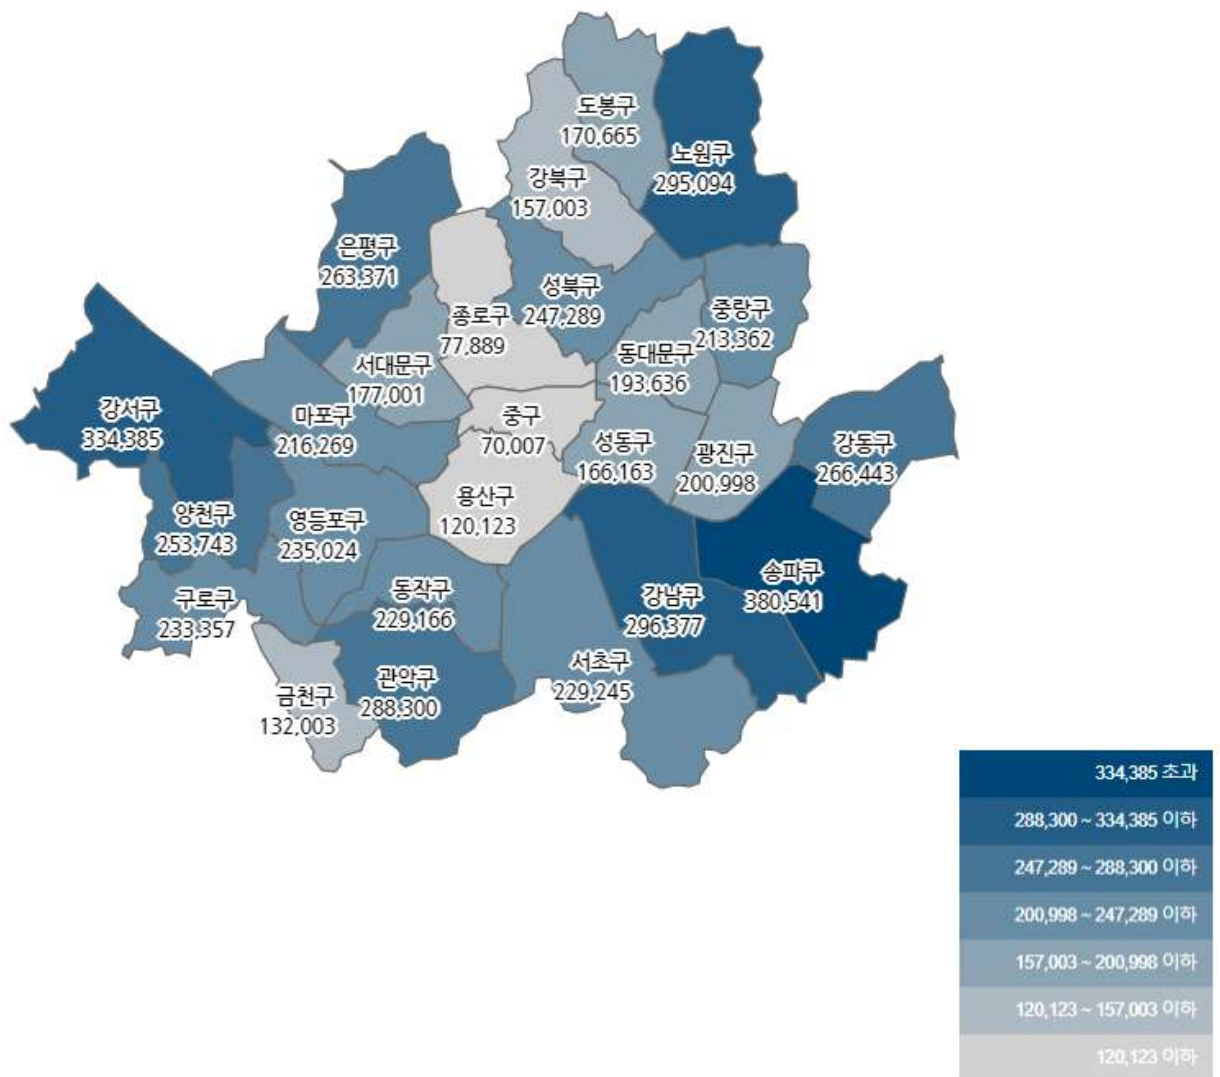 도봉구
170,665
노원구
295,094
강북구
157,003
은평구
263,371
성북구
247,289
중랑구
213,362
종로구
77,889
동대문구
193,636
서대문구
177,001
강서구
334,385
마포구
216,269
중구
70,007
성동구
166,163
광진구
200,998
강동구
266,443
용산구
120,123
양천구
253,743
영등포구
235,024
구로구
233,357
동작구
229,166
강남구
296,377
송파구
380,541
서초구
229,245
관악구
288,300
금천구
132,003
334,385 초과
288,300 ~ 334,385 이하
247,289 ~ 288,300 이하
200,998 ~ 247,289 이하
157,003 ~ 200,998 이하
120,123 ~ 157,003 이하
120,123 이하